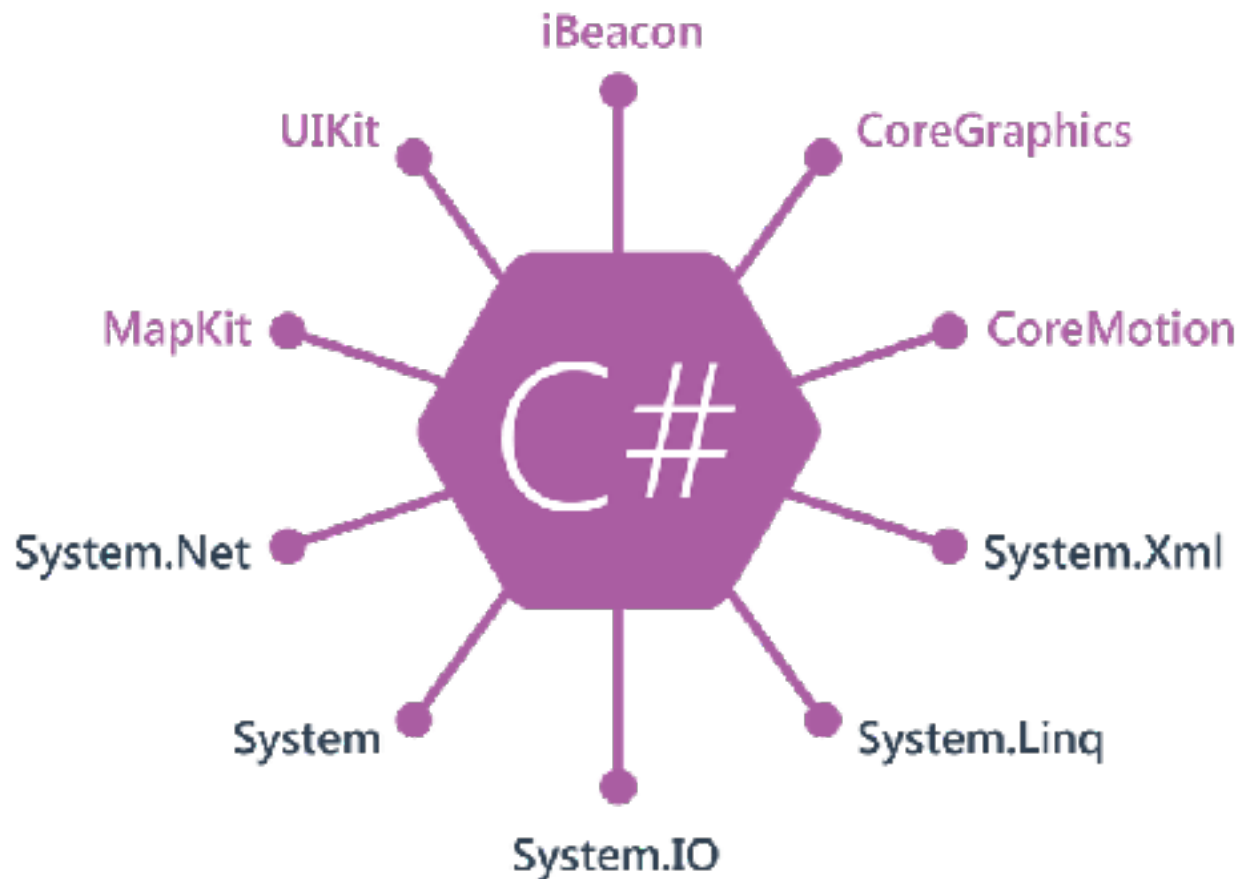 iBeacon
UIKit
CoreGraphics
MapKit
CoreMotion
C#
System.Net
System.Xml
System
System.Linq
System.IO